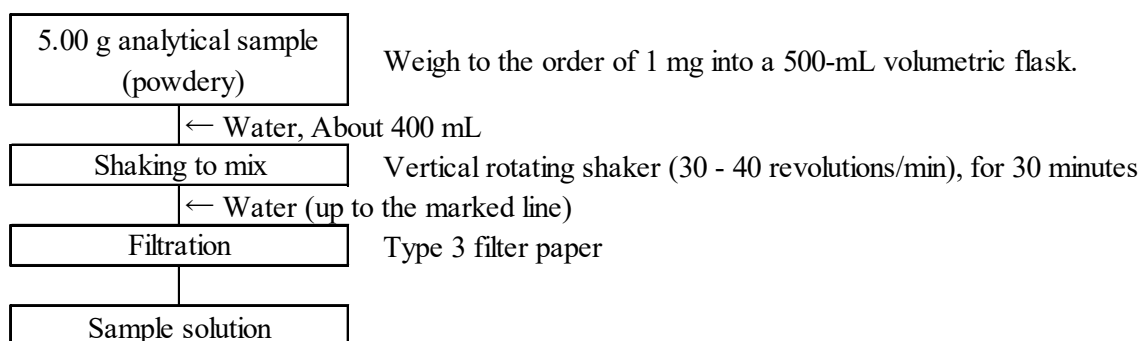 5.00 g analytical sample
(powdery)
Weigh to the order of 1 mg into a 500-mL volumetric flask.
← Water, About 400 mL
Shaking to mix
Vertical rotating shaker (30 - 40 revolutions/min), for 30 minutes
← Water (up to the marked line)
Filtration
Type 3 filter paper
Sample solution